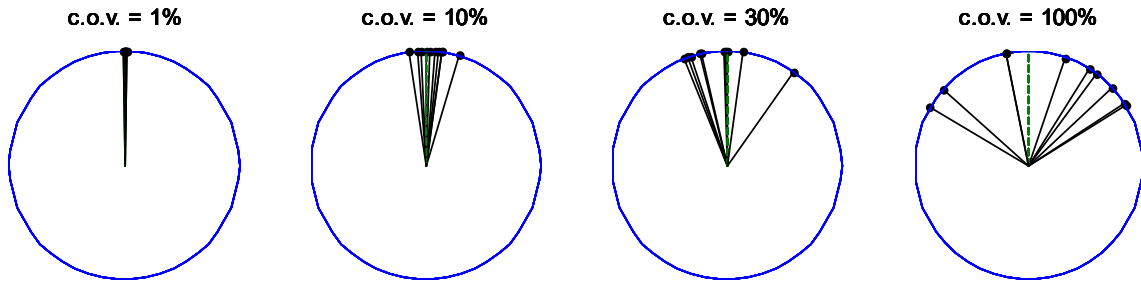 c.o.v. = 1%
c.o.v. = 10%
c.o.v. = 30%
c.o.v. = 100%